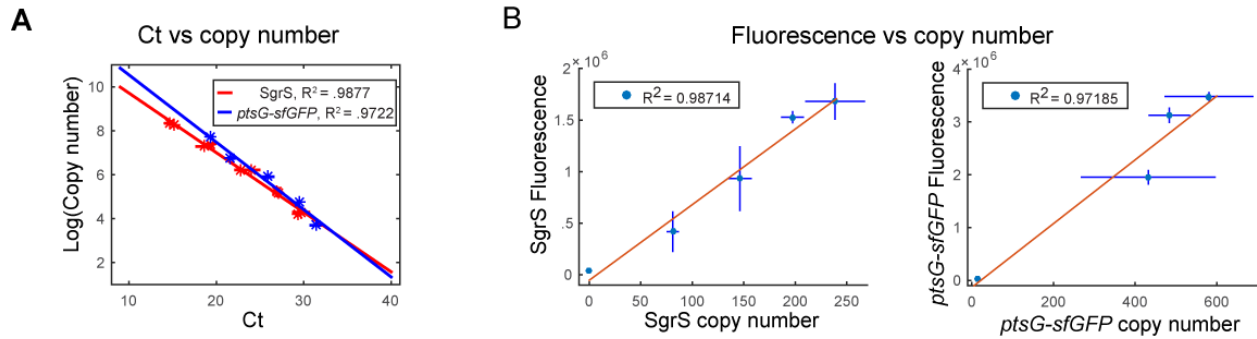 A
Ct vs copy number
Log(Copy number)
10
8
6
4
2
SgrS, R² = .9877
ptsG-sfGFP, R² = .9722
10
20
30
40
Ct
B
Fluorescence vs copy number
SgrS Fluorescence
× 10⁶
2
1.5
1
.5
0
R² = 0.98714
0
50
100
150
200
250
SgrS copy number
ptsG-sfGFP Fluorescence
× 10⁶
4
3
2
1
0
R² = 0.97185
0
200
400
600
ptsG-sfGFP copy number